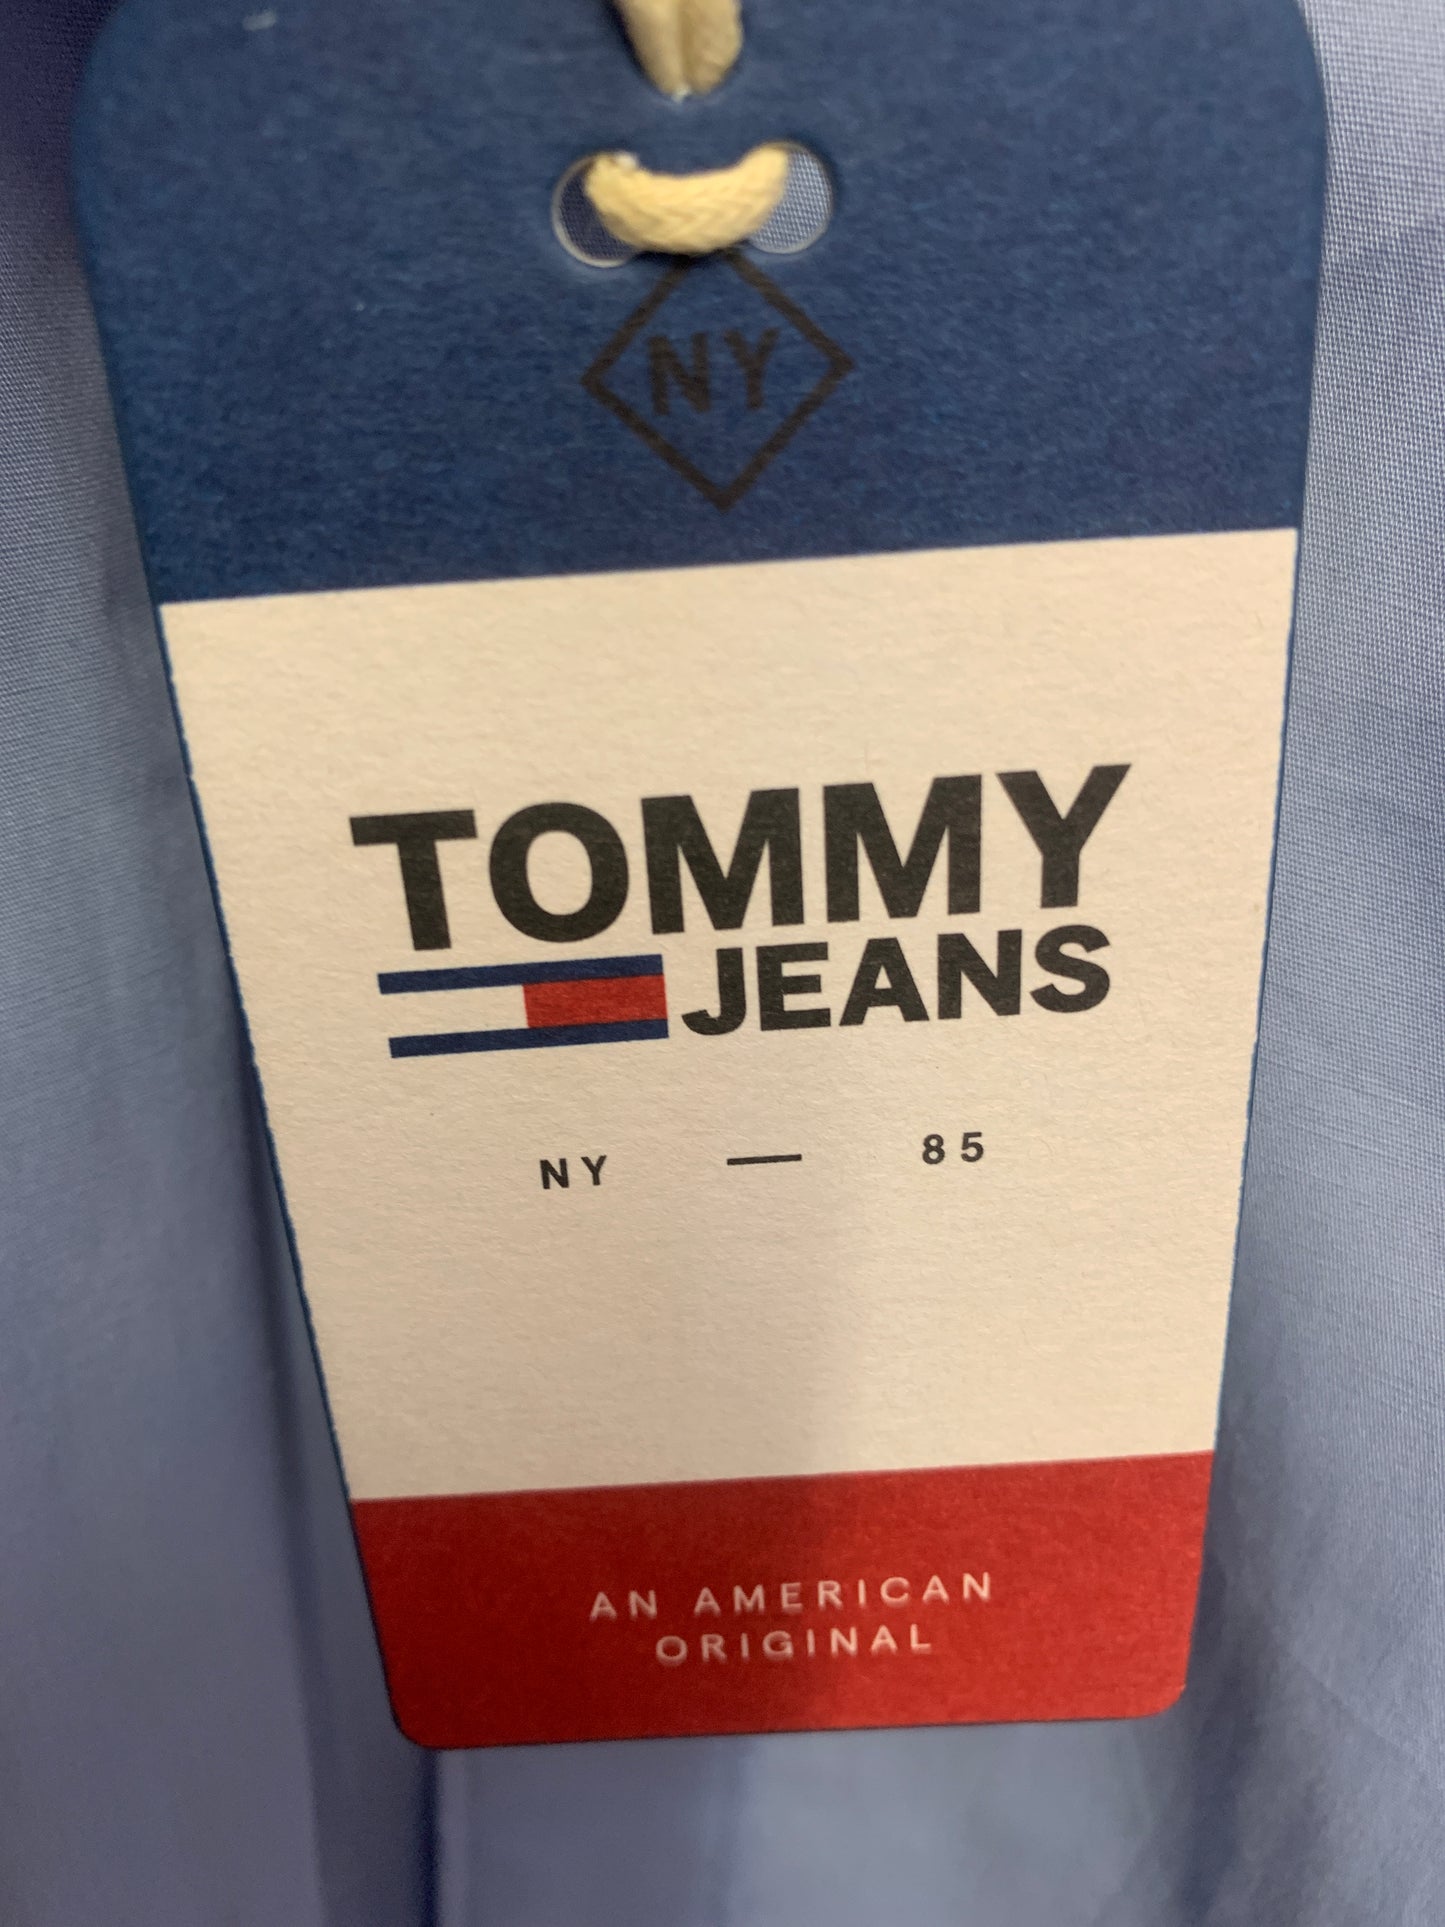 NY
TOMMY
JEANS
NY — 85
AN AMERICAN
ORIGINAL